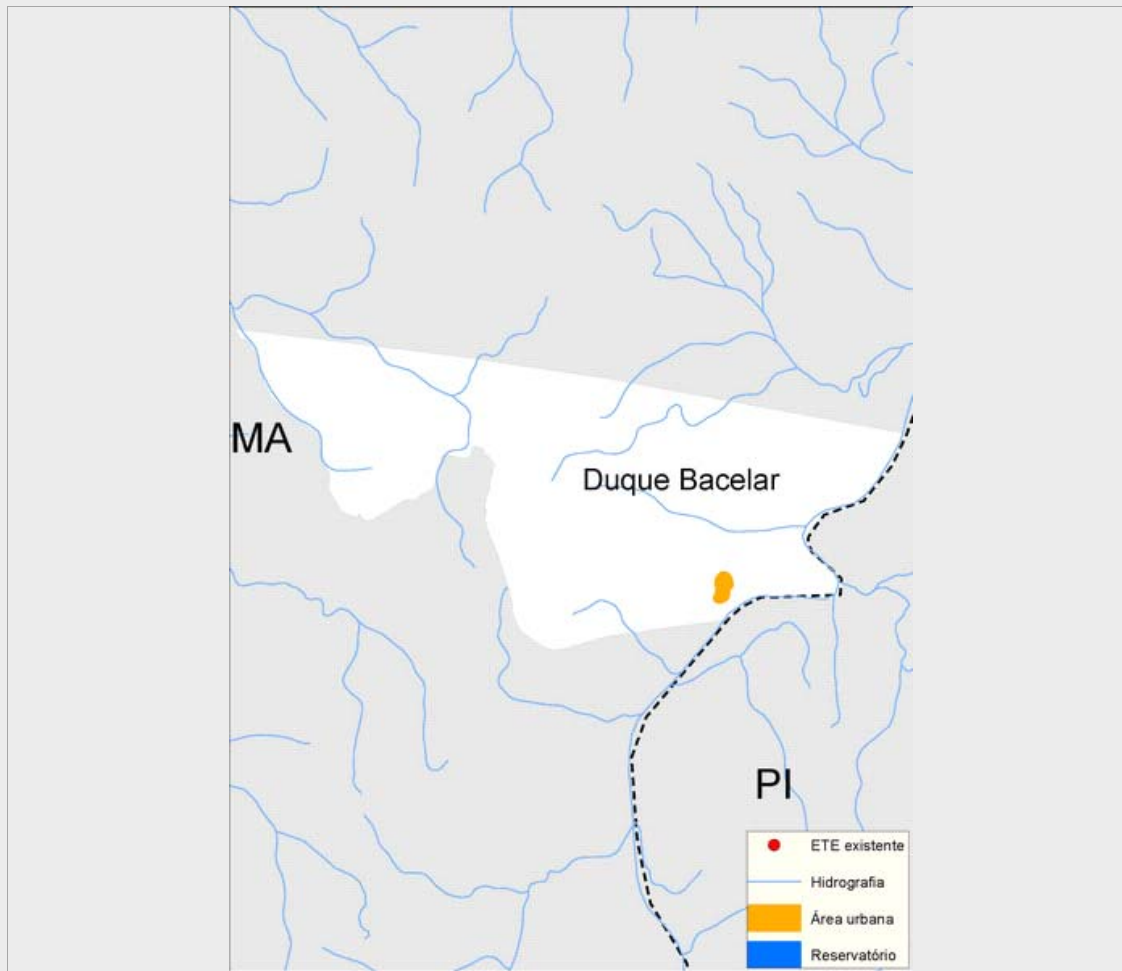 MA
Duque Bacelar
PI
ETE existente
Hidrografia
Área urbana
Reservatório